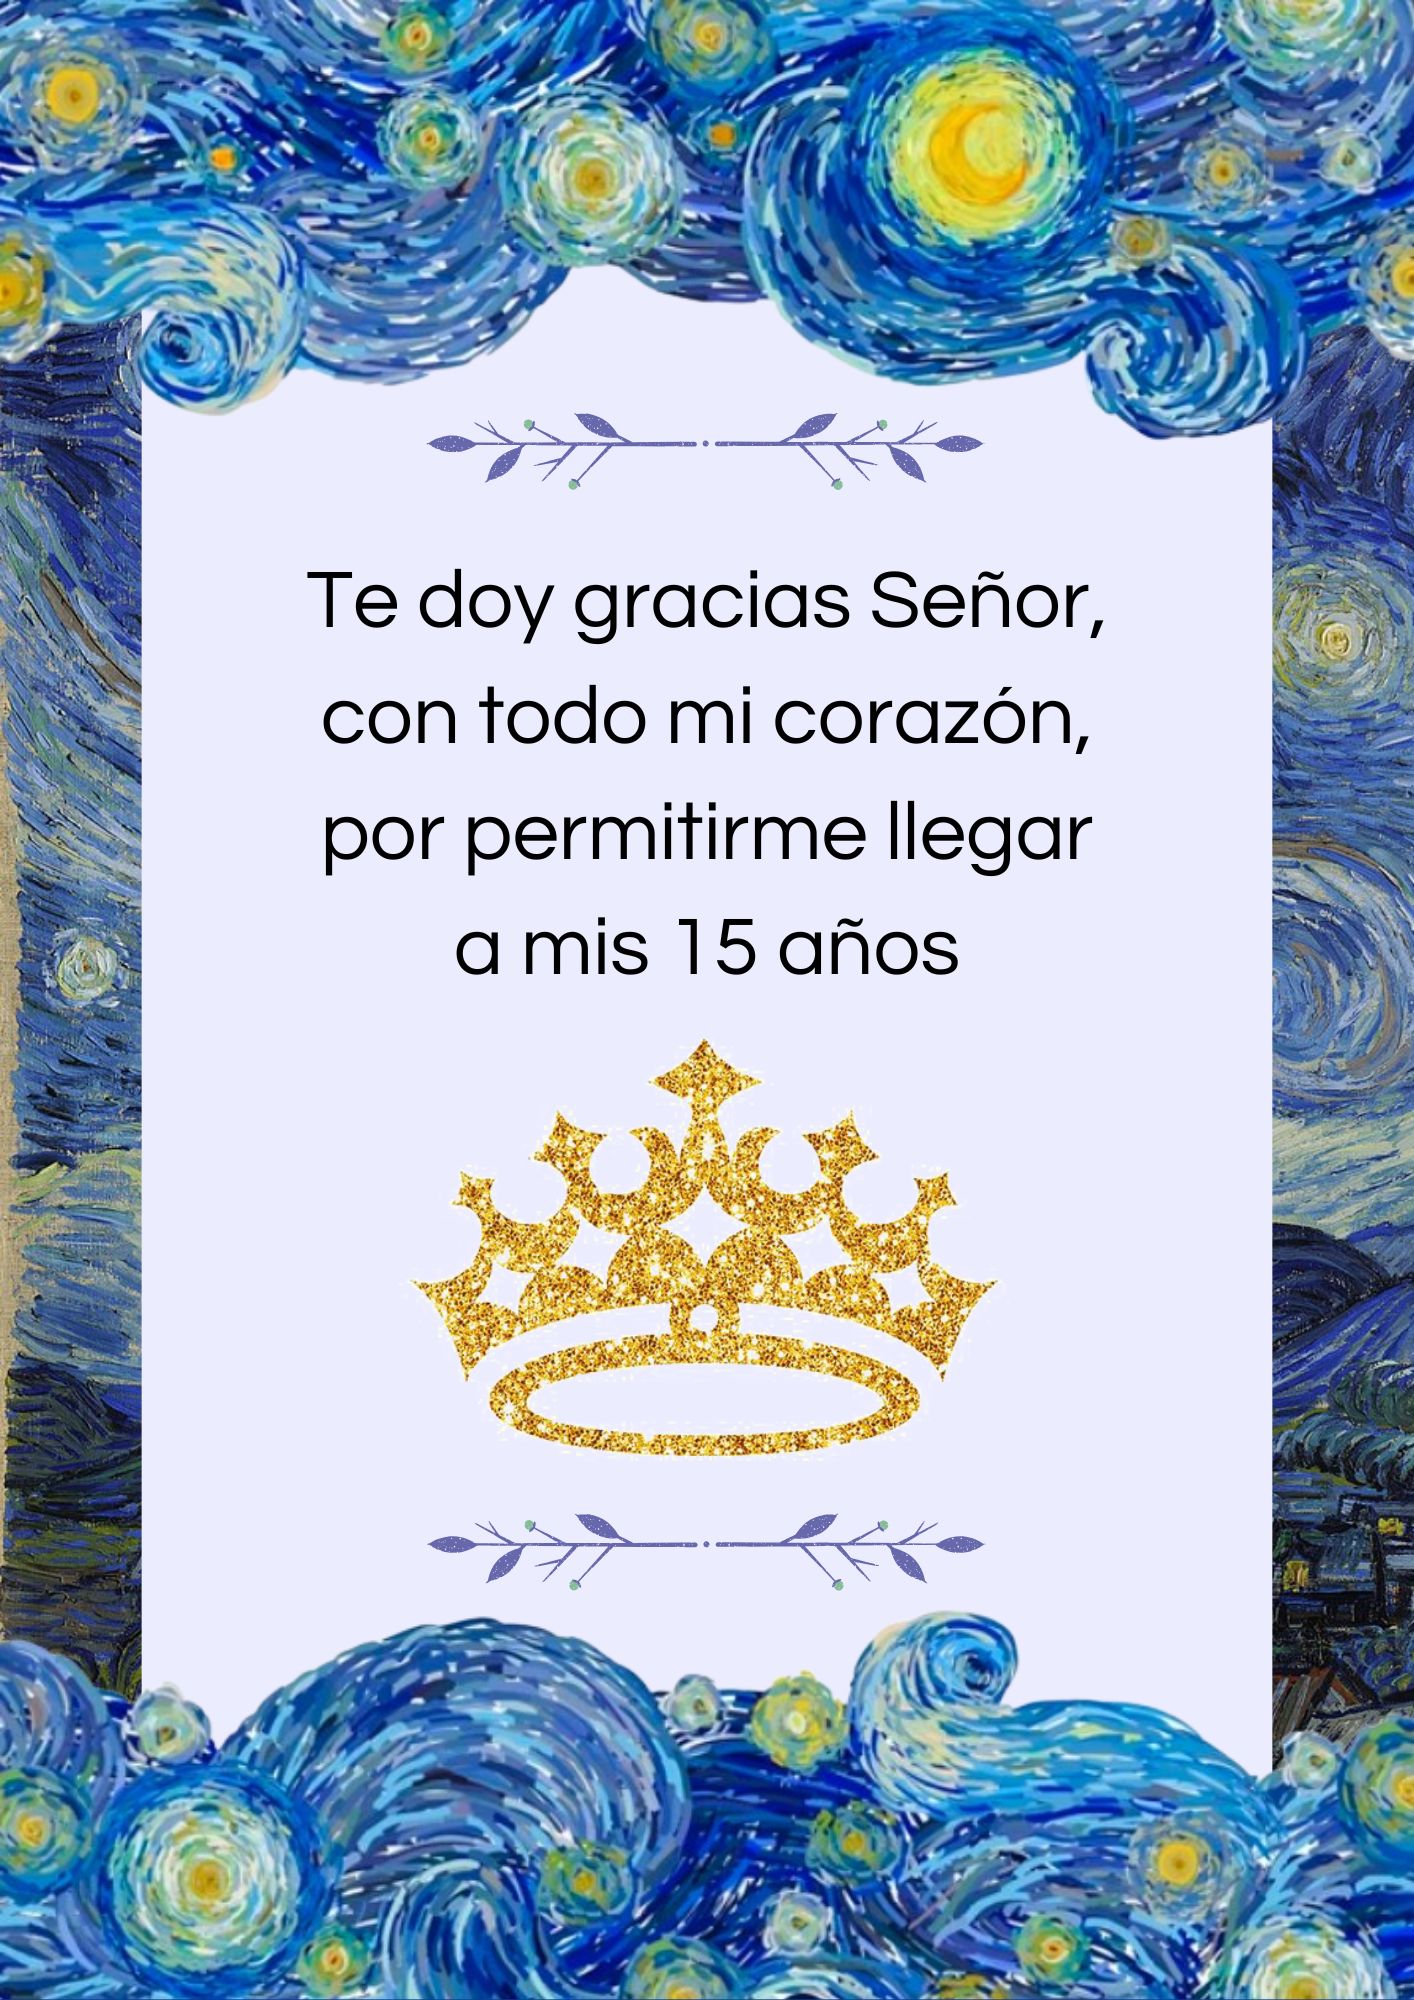 Te doy gracias Señor,
con todo mi corazón,
por permitirme llegar
a mis 15 años